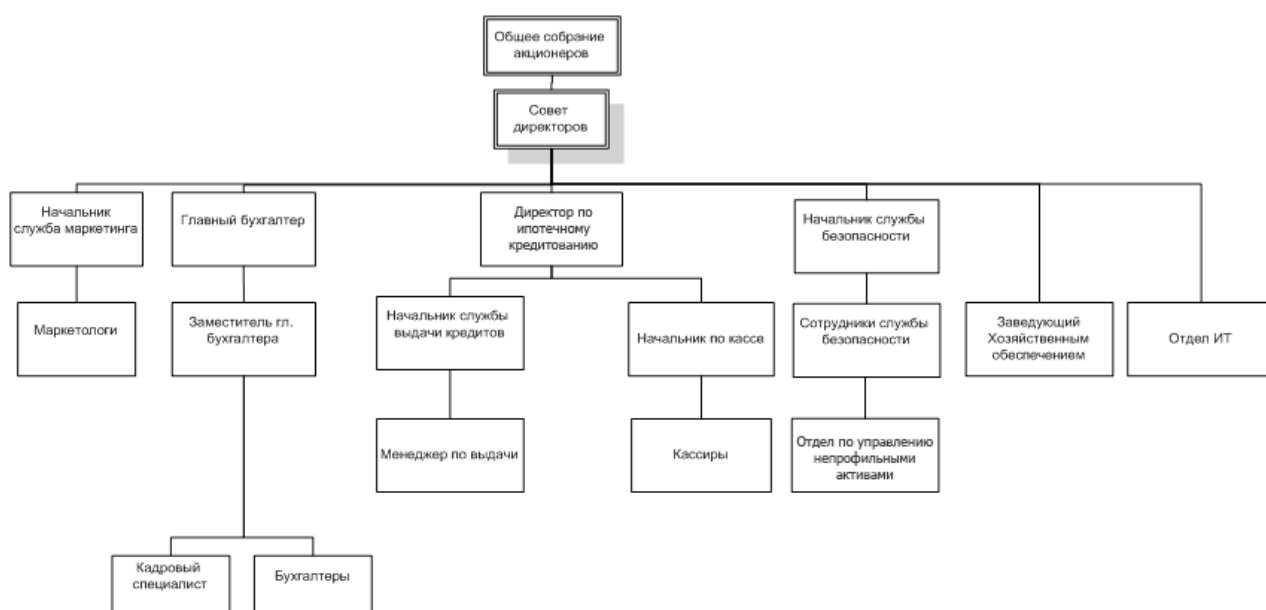 Общее собрание
акционеров
Совет
директоров
Начальник
служба маркетинга
Главный бухгалтер
Директор по
ипотечному
кредитованию
Начальник службы
безопасности
Маркетологи
Заместитель гл.
бухгалтера
Начальник службы
выдачи кредитов
Начальник по кассе
Сотрудники службы
безопасности
Заведующий
Хозяйственным
обеспечением
Отдел ИТ
Менеджер по выдачи
Кассиры
Отдел по управлению
непрофильными
активами
Кадровый
специалист
Бухгалтеры